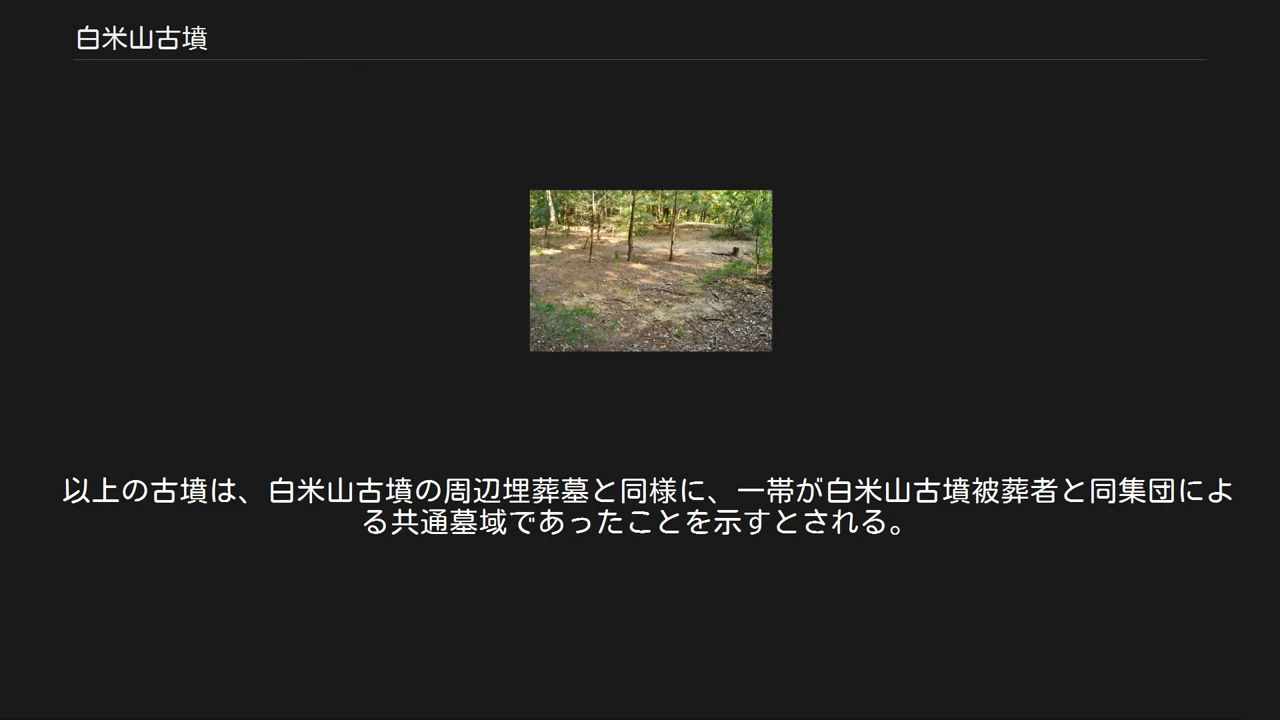 白米山古墳
以上の古墳は、白米山古墳の周辺埋葬墓と同様に、一帯が白米山古墳被葬者と同集団によ
る共通墓域であったことを示すとされる。